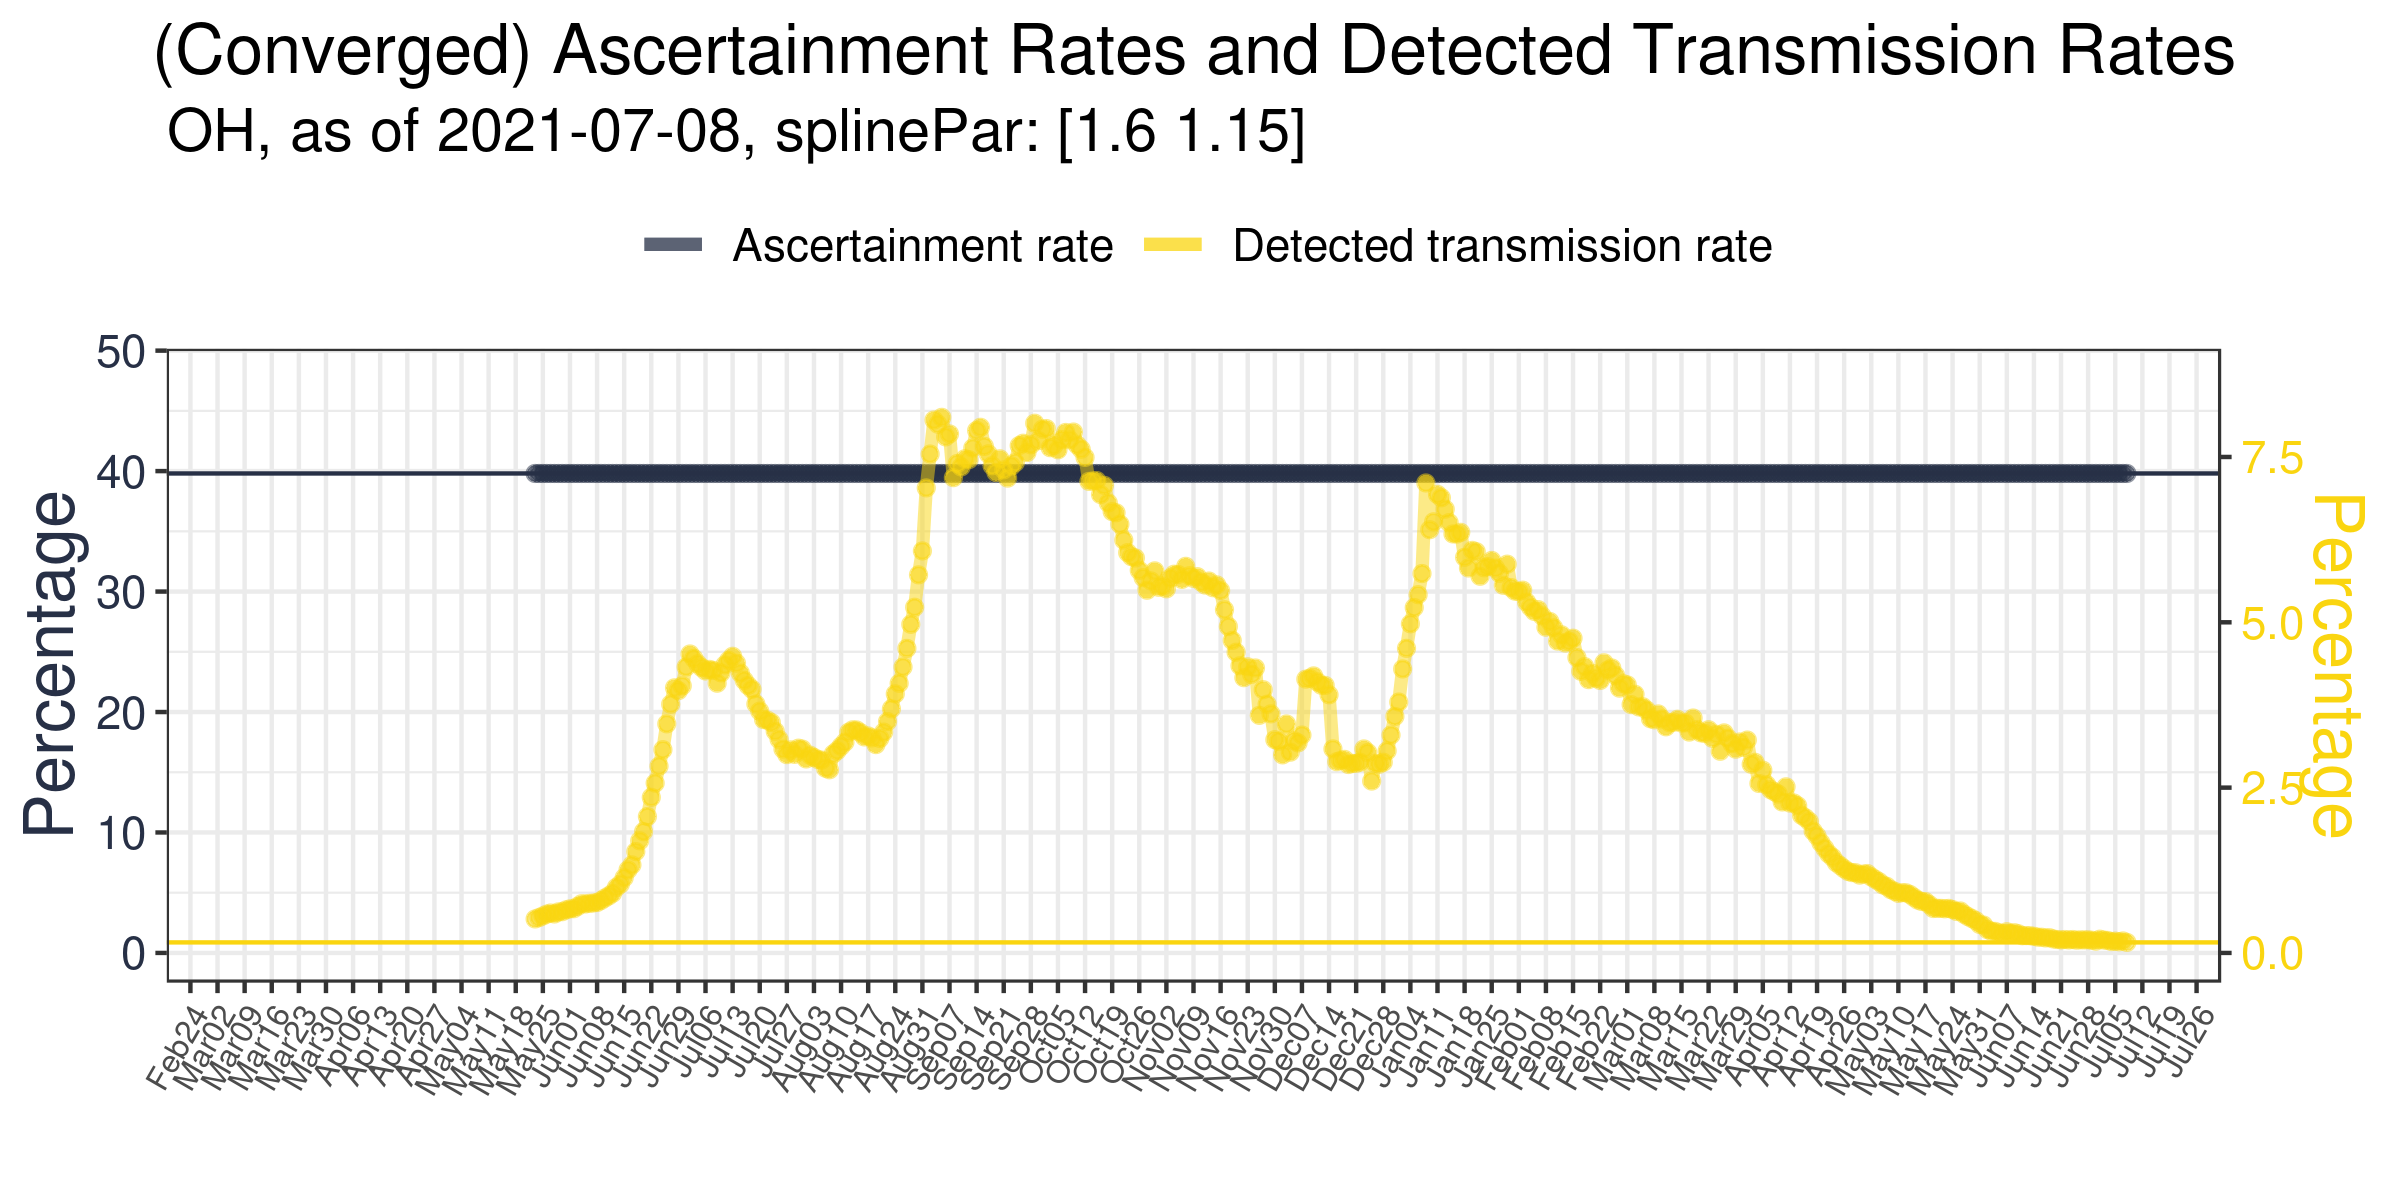 (Converged) Ascertainment Rates and Detected Transmission Rates
OH, as of 2021-07-08, splinePar: [1.6 1.15]
Ascertainment rate Detected transmission rate
50
40
30
20
10
0
Percentage
7.5
5.0
2.5
0.0
Percentage
Feb24
Mar02
Mar09
Mar16
Mar23
Mar30
Apr06
Apr13
Apr20
Apr27
May04
May11
May18
May25
Jun01
Jun08
Jun15
Jun22
Jun29
Jul06
Jul13
Jul20
Jul27
Aug03
Aug10
Aug17
Aug24
Aug31
Sep07
Sep14
Sep21
Sep28
Oct05
Oct12
Oct19
Oct26
Nov02
Nov09
Nov16
Nov23
Nov30
Dec07
Dec14
Dec21
Dec28
Jan04
Jan11
Jan18
Jan25
Feb01
Feb08
Feb15
Feb22
Mar01
Mar08
Mar15
Mar22
Mar29
Apr05
Apr12
Apr19
Apr26
May03
May10
May17
May24
May31
Jun07
Jun14
Jun21
Jun28
Jul05
Jul12
Jul19
Jul26